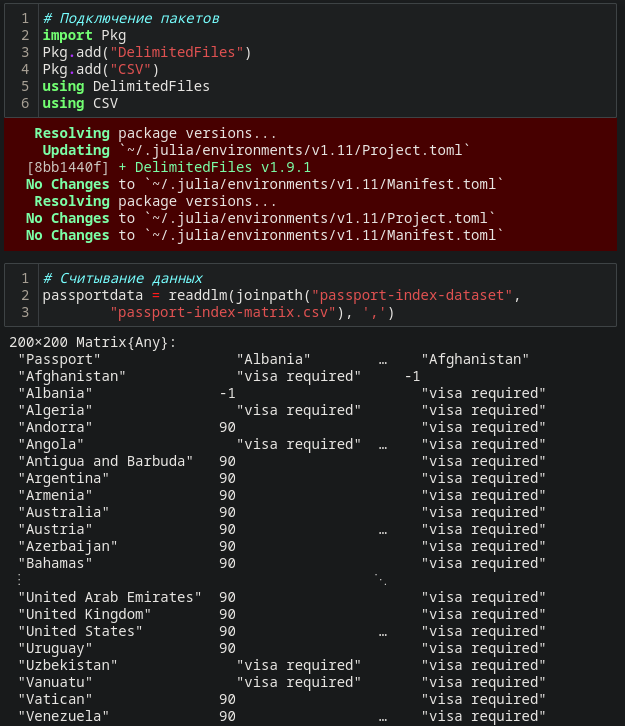 1 # Подключение пакетов
2 import Pkg
3 Pkg.add("DelimitedFiles")
4 Pkg.add("CSV")
5 using DelimitedFiles
6 using CSV
Resolving package versions...
Updating `~/.julia/environments/v1.11/Project.toml`
[8bb1440f] + DelimitedFiles v1.9.1
No Changes to `~/.julia/environments/v1.11/Manifest.toml`
Resolving package versions...
No Changes to `~/.julia/environments/v1.11/Project.toml`
No Changes to `~/.julia/environments/v1.11/Manifest.toml`
1 # Считывание данных
2 passportdata = readdlm(joinpath("passport-index-dataset",
3 "passport-index-matrix.csv"), ',')
200×200 Matrix{Any}:
"Passport" "Albania" … "Afghanistan"
"Afghanistan" "visa required" -1
"Albania" -1 "visa required"
"Algeria" "visa required" "visa required"
"Andorra" 90 "visa required"
"Angola" "visa required" … "visa required"
"Antigua and Barbuda" 90 "visa required"
"Argentina" 90 "visa required"
"Armenia" 90 "visa required"
"Australia" 90 "visa required"
"Austria" 90 … "visa required"
"Azerbaijan" 90 "visa required"
"Bahamas" 90 "visa required"
⋮ ⋱
"United Arab Emirates" 90 "visa required"
"United Kingdom" 90 "visa required"
"United States" 90 … "visa required"
"Uruguay" 90 "visa required"
"Uzbekistan" "visa required" "visa required"
"Vanuatu" "visa required" "visa required"
"Vatican" 90 "visa required"
"Venezuela" 90 … "visa required"